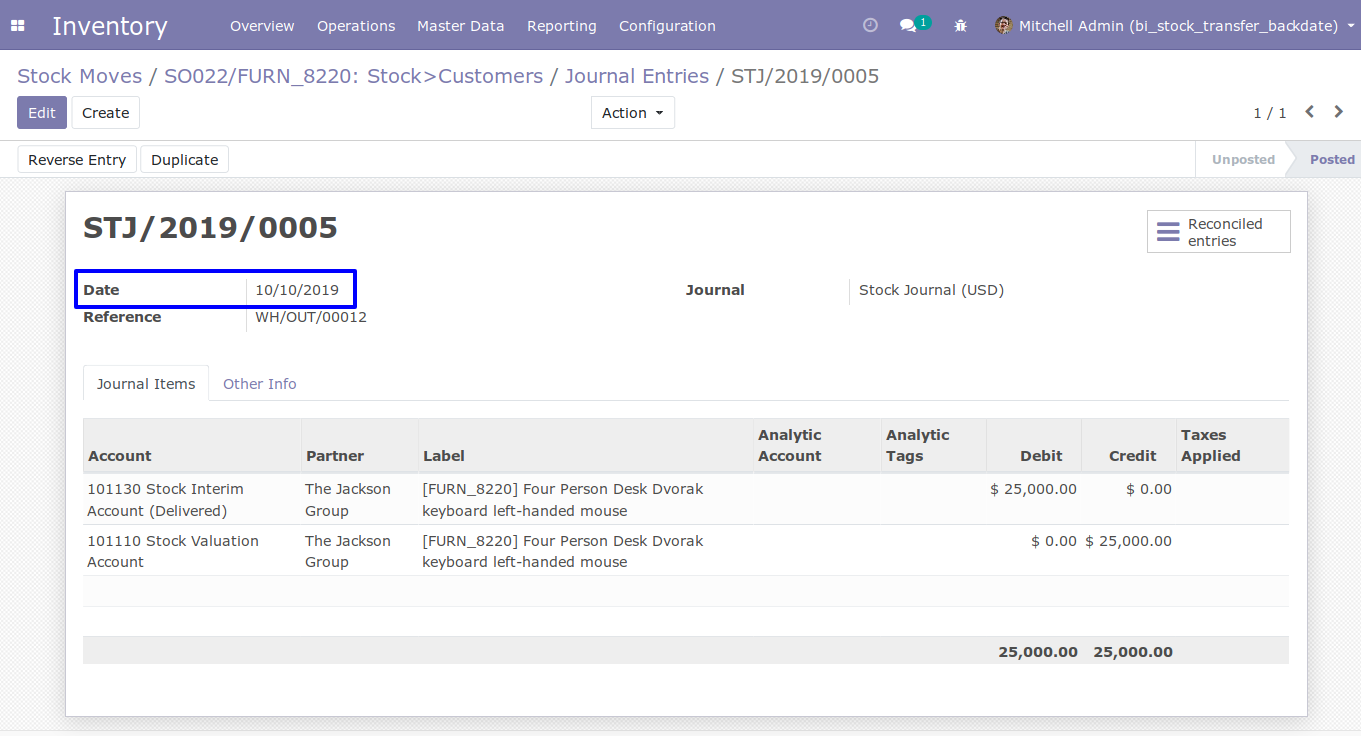 Inventory Overview Operations Master Data Reporting Configuration 1 Mitchell Admin (bi_stock_transfer_backdate)
Stock Moves / SO022/FURN_8220: Stock>Customers / Journal Entries / STJ/2019/0005
Edit Create Action 1 / 1
Reverse Entry Duplicate Unposted Posted
STJ/2019/0005
Reconciled
entries
Date 10/10/2019 Journal Stock Journal (USD)
Reference WH/OUT/00012
Journal Items Other Info
Analytic Analytic Taxes
Account Partner Label Account Tags Debit Credit Applied
101130 Stock Interim The Jackson [FURN_8220] Four Person Desk Dvorak $ 25,000.00 $ 0.00
Account (Delivered) Group keyboard left-handed mouse
101110 Stock Valuation The Jackson [FURN_8220] Four Person Desk Dvorak $ 0.00 $ 25,000.00
Account Group keyboard left-handed mouse
25,000.00 25,000.00